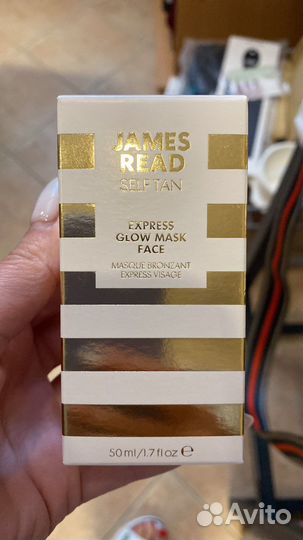 JAMES
READ
SELF TAN
EXPRESS
GLOW MASK
FACE
MASQUE BRONZANT
EXPRESS VISAGE
50 ml/1.7 fl oz ℮
Avito